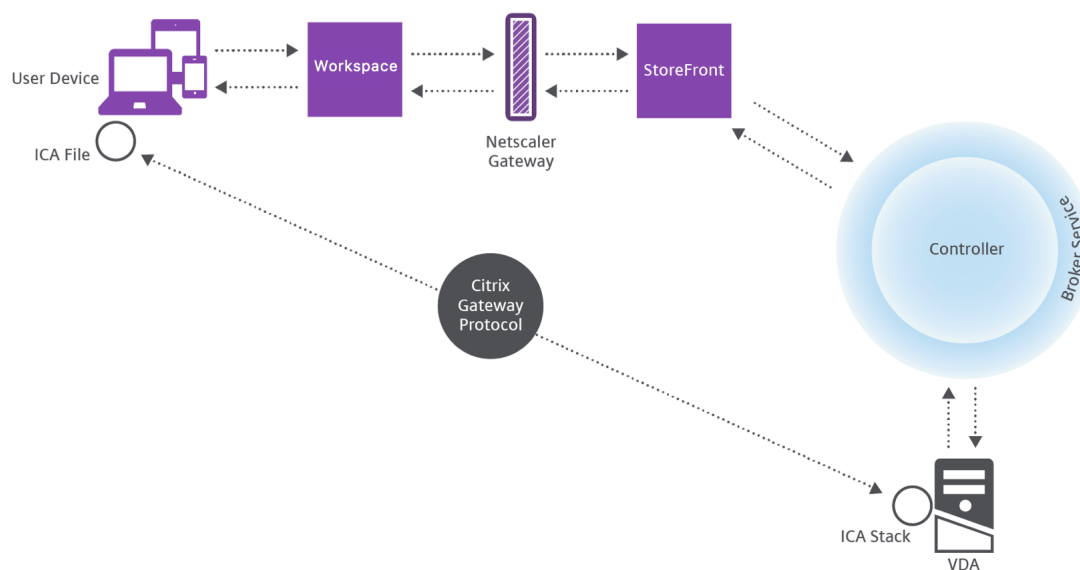 User Device
Workspace
StoreFront
ICA File
Netscaler
Gateway
Broker Service
Controller
Citrix
Gateway
Protocol
ICA Stack
VDA